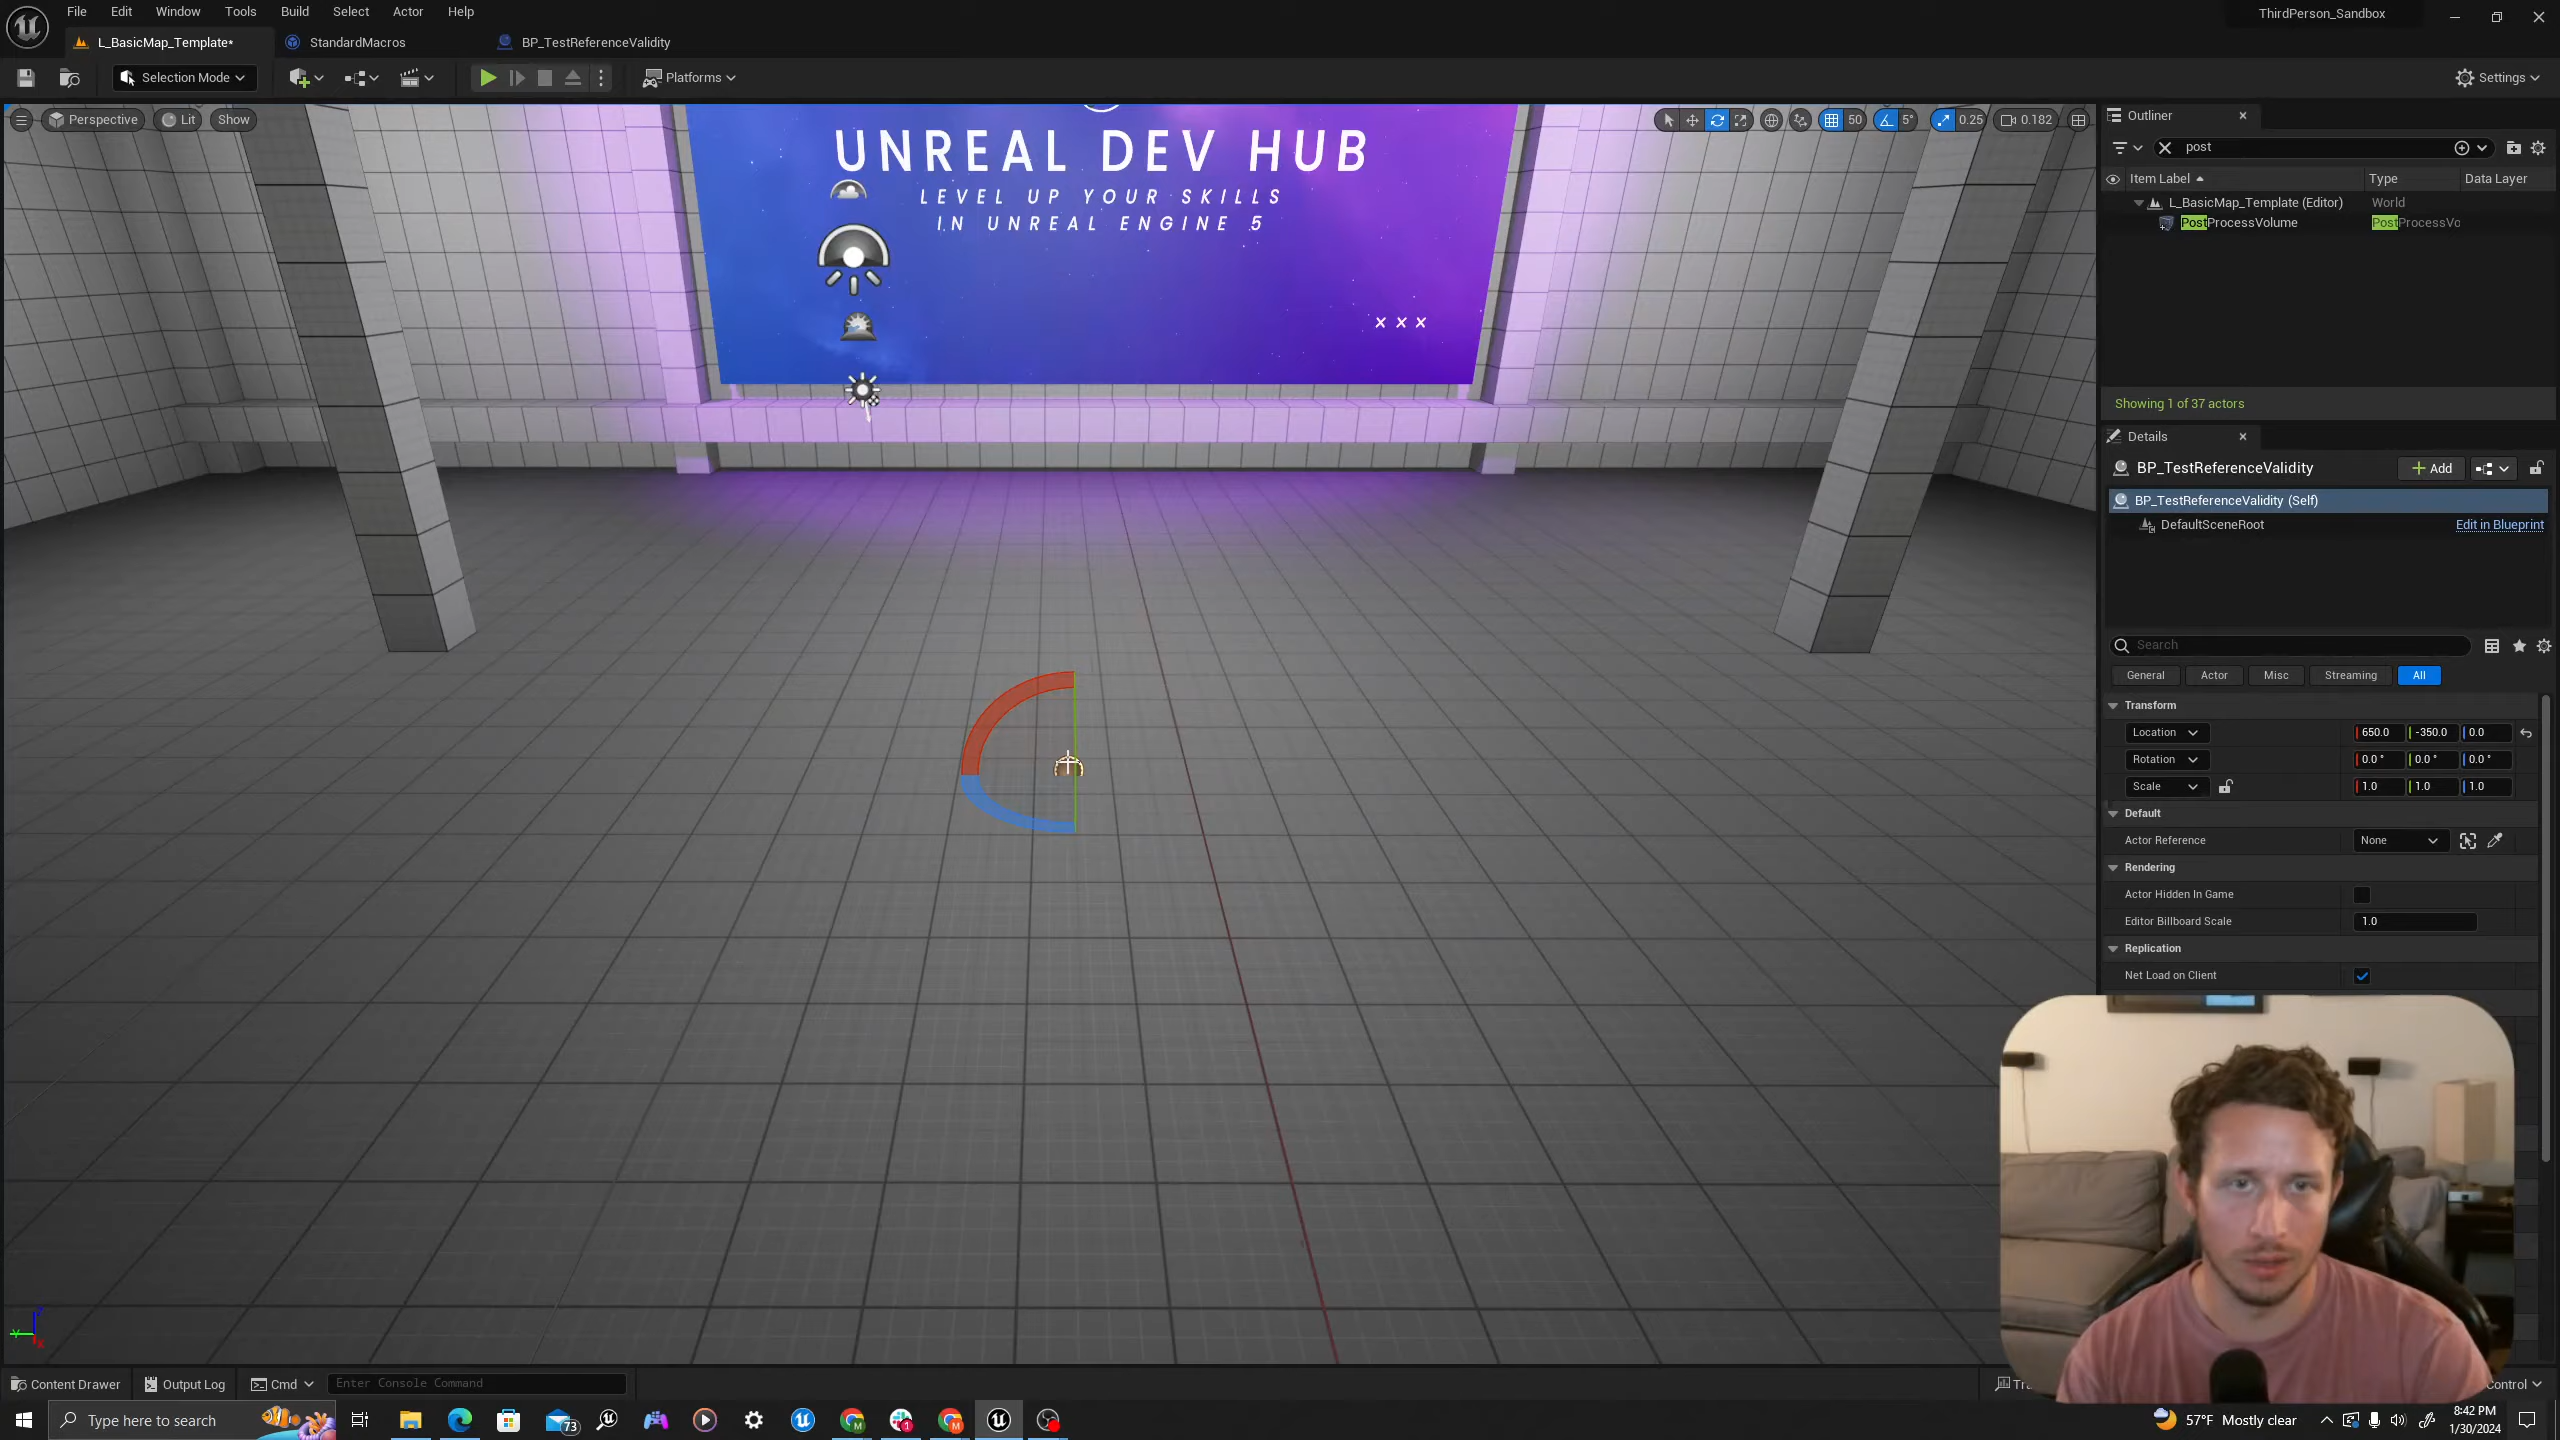 File Edit Window Tools Build Select Actor Help ThirdPerson_Sandbox
L_BasicMap_Template* StandardMacros BP_TestReferenceValidity
Selection Mode Platforms Settings
Perspective Lit Show 50 5° 0.25 0.182
UNREAL DEV HUB
LEVEL UP YOUR SKILLS
IN UNREAL ENGINE 5
X X X
Outliner
post
Item Label Type Data Layer
L_BasicMap_Template (Editor) World
PostProcessVolume PostProcessVo
Showing 1 of 37 actors
Details
BP_TestReferenceValidity Add
BP_TestReferenceValidity (Self)
DefaultSceneRoot Edit in Blueprint
Search
General Actor Misc Streaming All
Transform
Location 650.0 -350.0 0.0
Rotation 0.0° 0.0° 0.0°
Scale 1.0 1.0 1.0
Default
Actor Reference None
Rendering
Actor Hidden In Game
Editor Billboard Scale 1.0
Replication
Net Load on Client
Content Drawer Output Log Cmd Enter Console Command Control
Type here to search 73 57°F Mostly clear 8:42 PM
1/30/2024